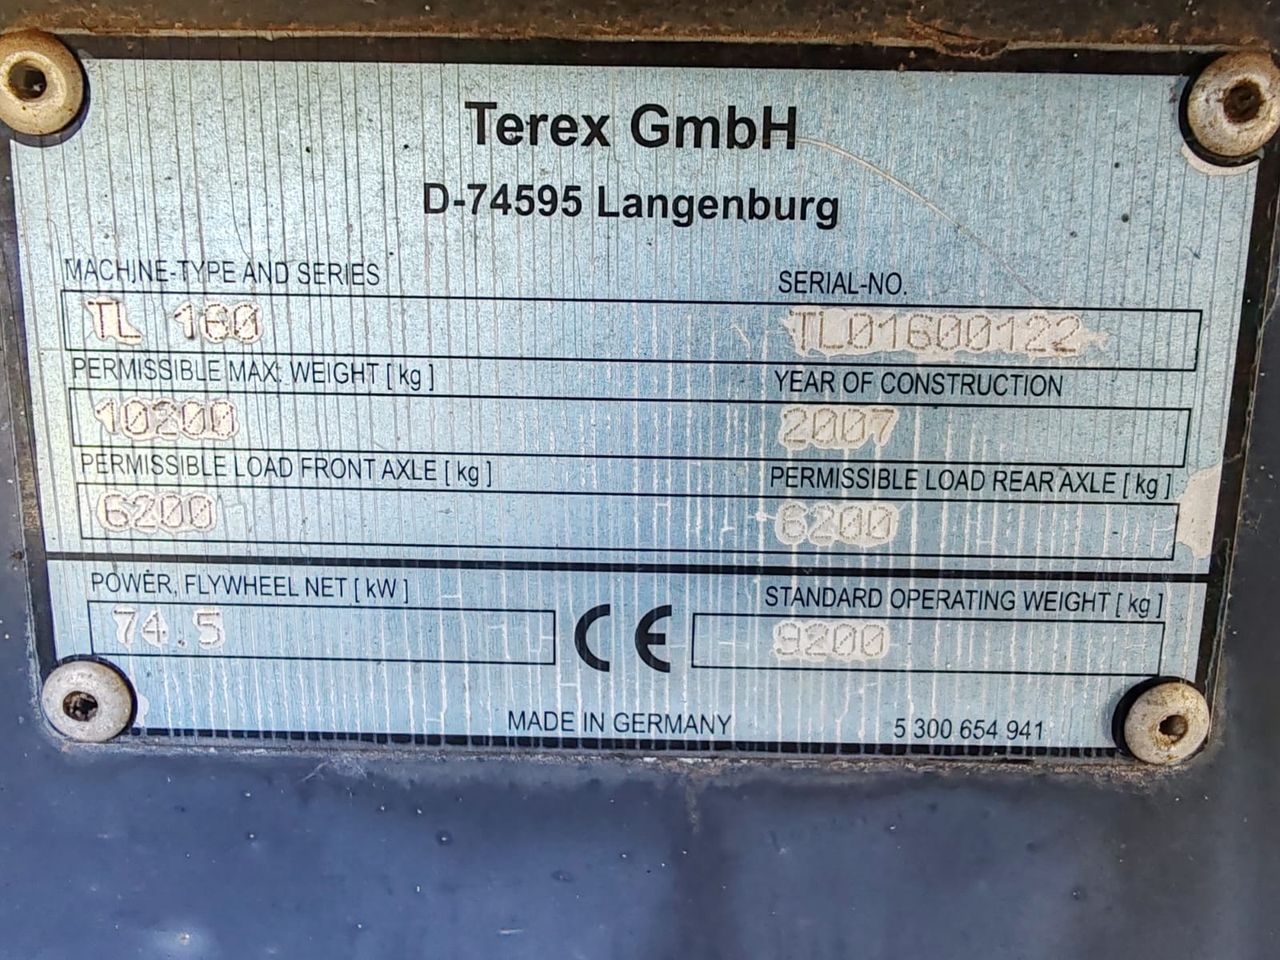 Terex GmbH
D-74595 Langenburg
MACHINE-TYPE AND SERIES SERIAL-NO.
TL 160 TL01600122
PERMISSIBLE MAX. WEIGHT [ kg ] YEAR OF CONSTRUCTION
10200 2007
PERMISSIBLE LOAD FRONT AXLE [ kg ] PERMISSIBLE LOAD REAR AXLE [ kg ]
6200 6200
POWER, FLYWHEEL NET [ kW ] STANDARD OPERATING WEIGHT [ kg ]
74.5 CE 9200
MADE IN GERMANY 5 300 654 941